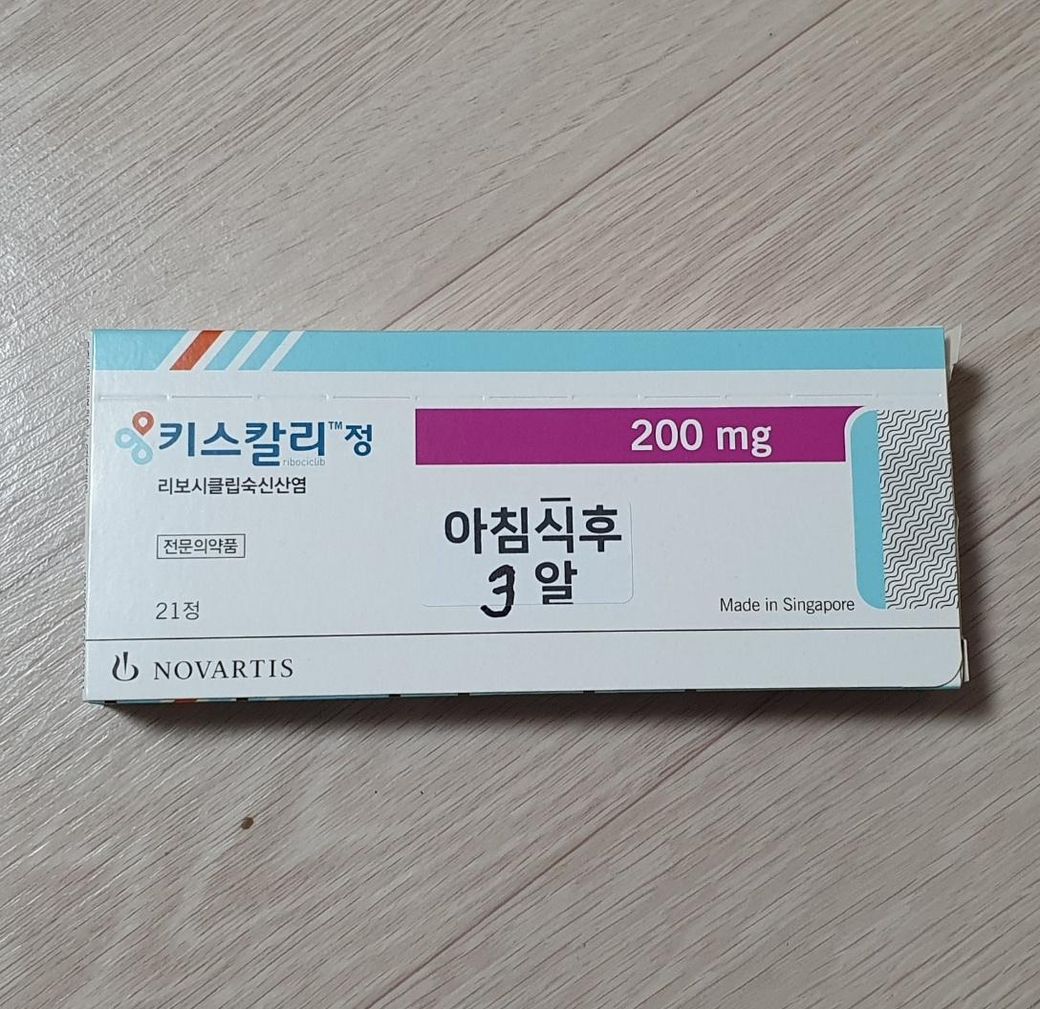 키스칼리™정
ribociclib
200 mg
리보시클립숙신산염
전문의약품
아침식후
3 알
21정
Made in Singapore
NOVARTIS